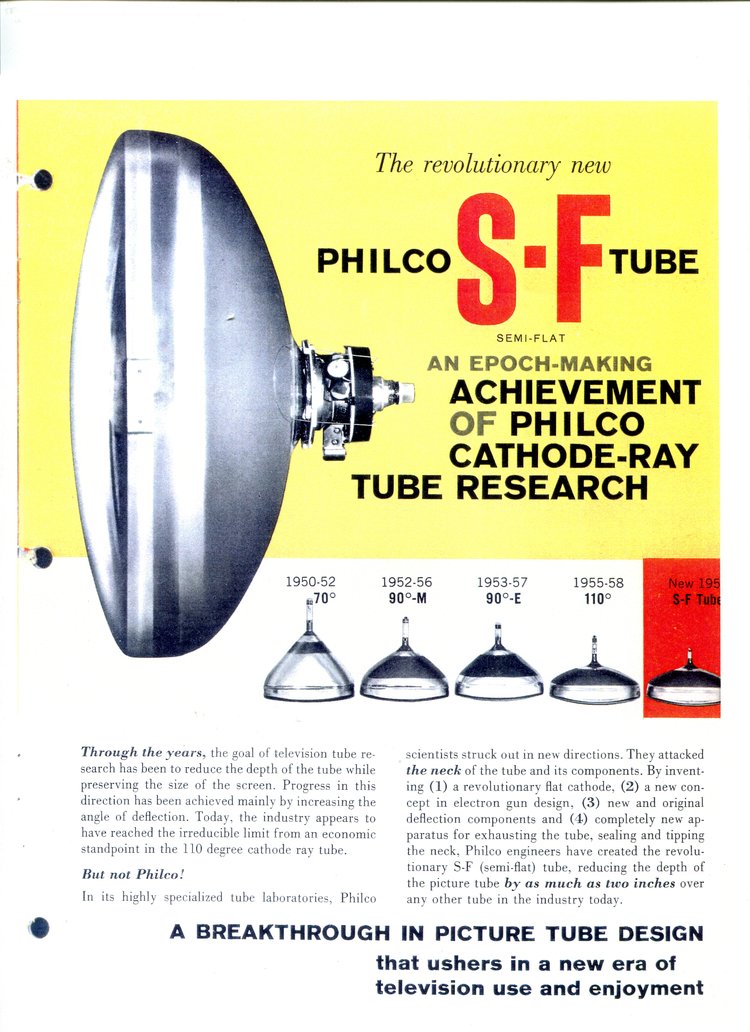 The revolutionary new
PHILCO S-F TUBE
SEMI-FLAT
AN EPOCH-MAKING
ACHIEVEMENT
OF PHILCO
CATHODE-RAY
TUBE RESEARCH
1950-52
70°
1952-56
90°-M
1953-57
90°-E
1955-58
110°
New 195
S-F Tube
Through the years, the goal of television tube re-
search has been to reduce the depth of the tube while
preserving the size of the screen. Progress in this
direction has been achieved mainly by increasing the
angle of deflection. Today, the industry appears to
have reached the irreducible limit from an economic
standpoint in the 110 degree cathode ray tube.
But not Philco!
In its highly specialized tube laboratories, Philco
scientists struck out in new directions. They attacked
the neck of the tube and its components. By invent-
ing (1) a revolutionary flat cathode, (2) a new con-
cept in electron gun design, (3) new and original
deflection components and (4) completely new ap-
paratus for exhausting the tube, sealing and tipping
the neck, Philco engineers have created the revolu-
tionary S-F (semi-flat) tube, reducing the depth of
the picture tube by as much as two inches over
any other tube in the industry today.
A BREAKTHROUGH IN PICTURE TUBE DESIGN
that ushers in a new era of
television use and enjoyment